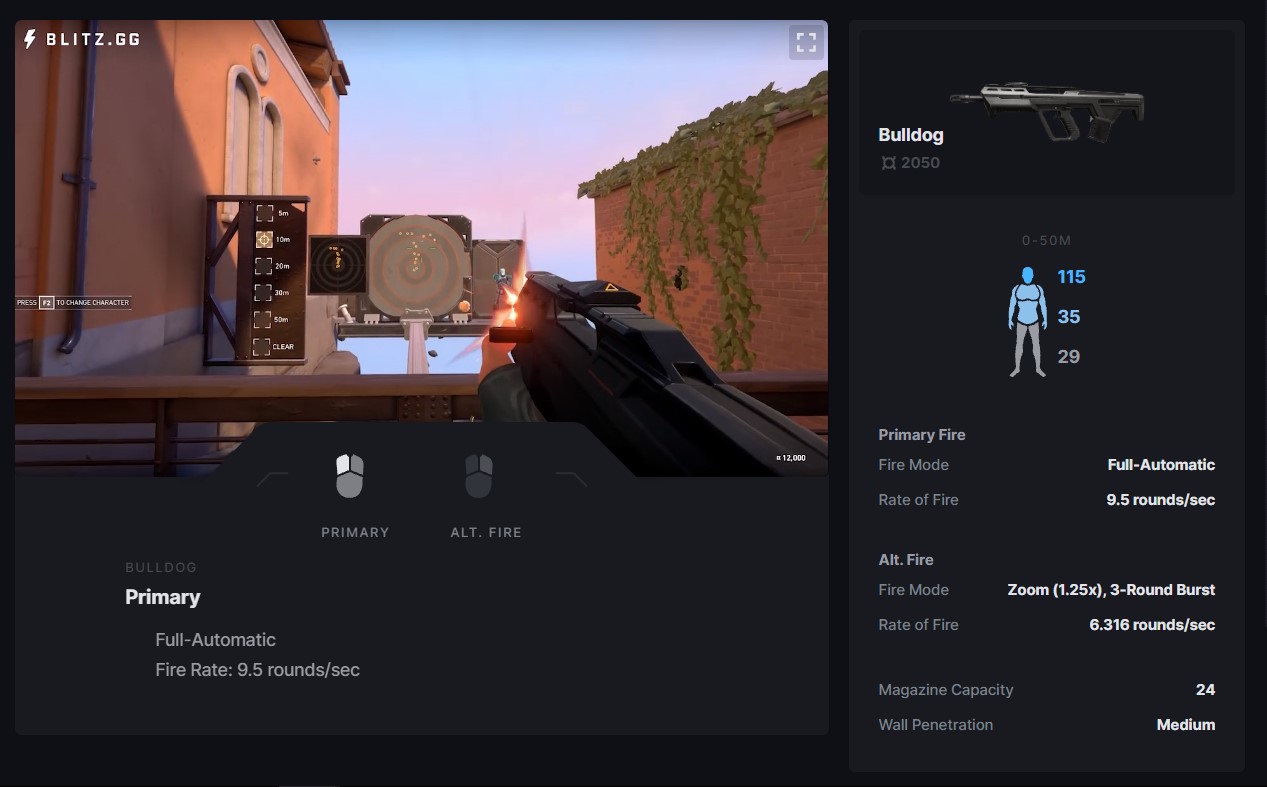 BLITZ.GG
5m
10m
20m
30m
50m
CLEAR
PRESS F2 TO CHANGE CHARACTER
¤ 12,000
PRIMARY
ALT. FIRE
BULLDOG
Primary
Full-Automatic
Fire Rate: 9.5 rounds/sec
Bulldog
2050
0-50M
115
35
29
Primary Fire
Fire Mode Full-Automatic
Rate of Fire 9.5 rounds/sec
Alt. Fire
Fire Mode Zoom (1.25x), 3-Round Burst
Rate of Fire 6.316 rounds/sec
Magazine Capacity 24
Wall Penetration Medium